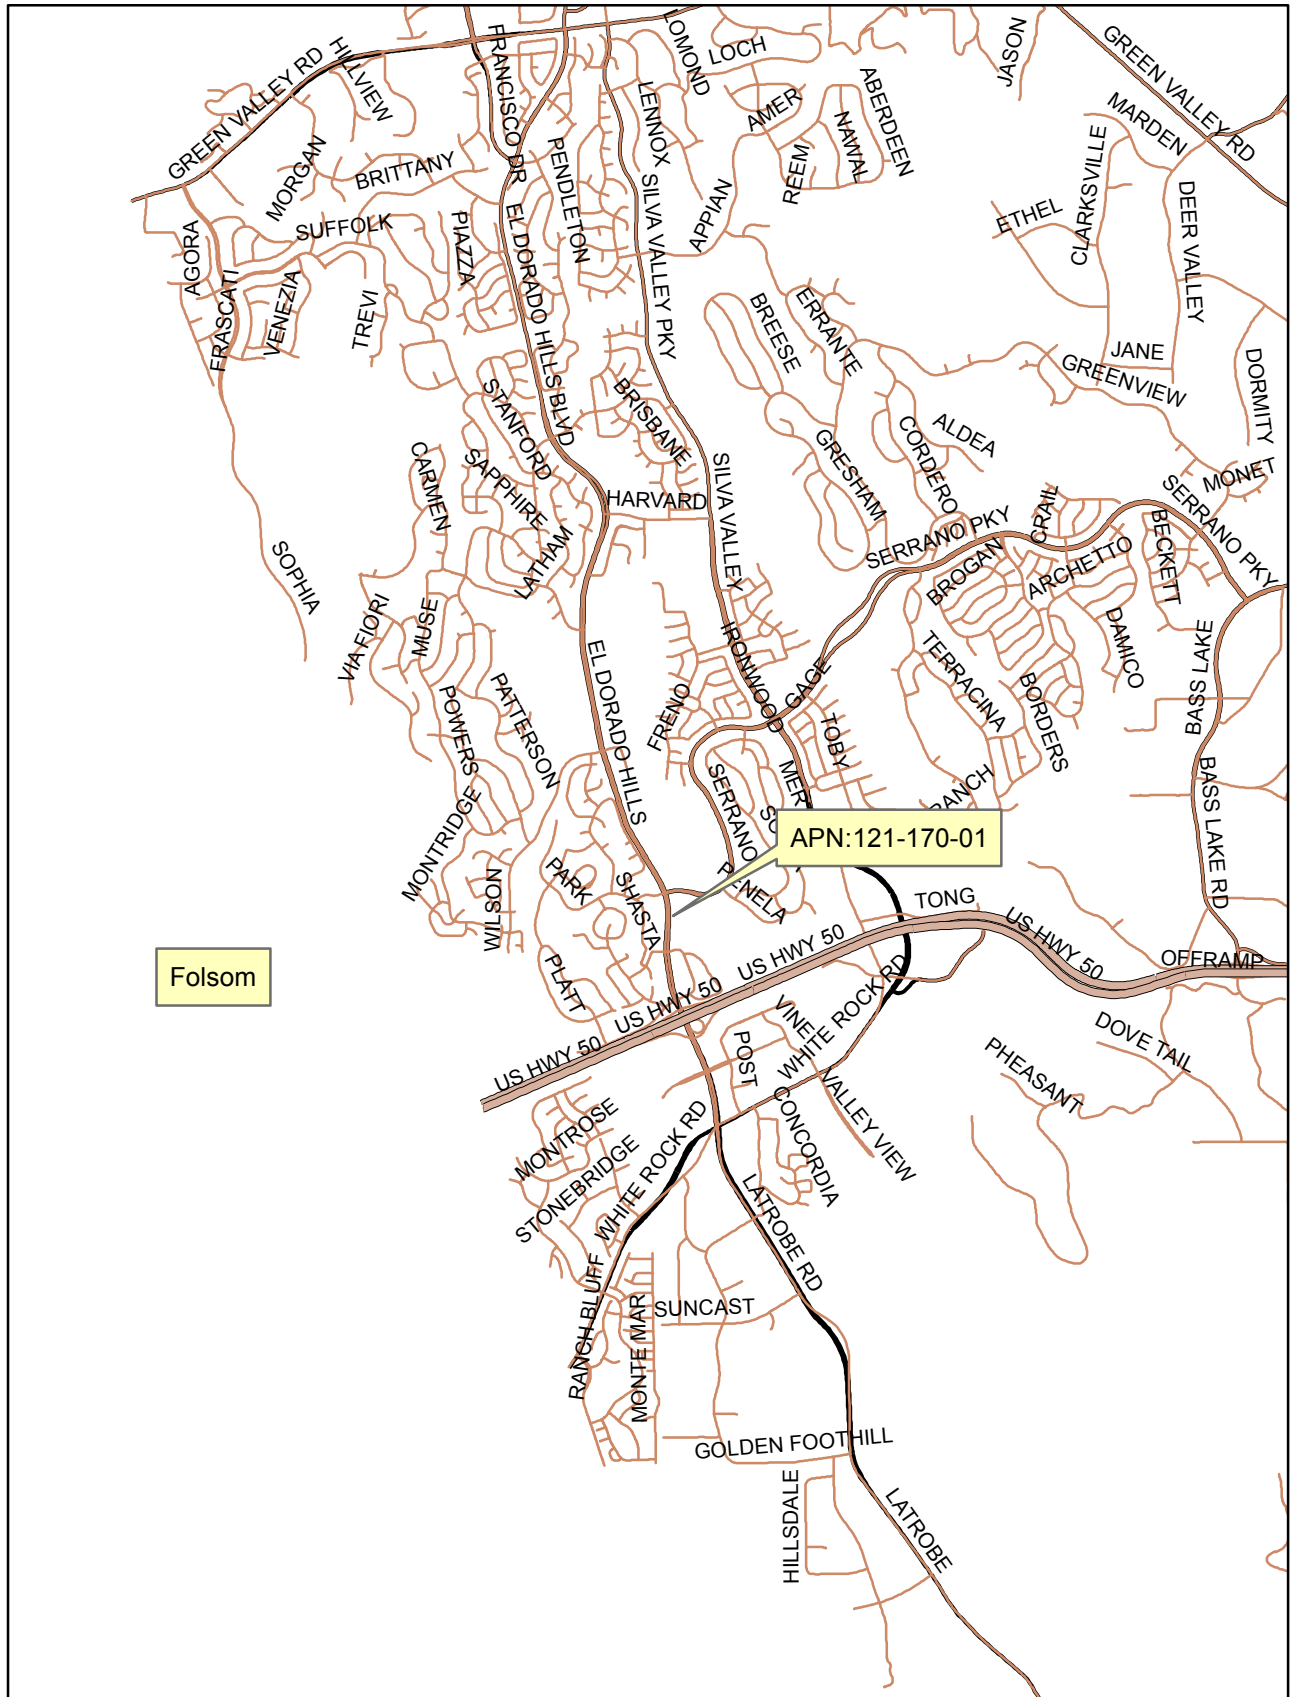 LOMOND
LOCH
FRANCISCO DR
HILLVIEW
GREEN VALLEY RD
JASON
GREEN VALLEY RD
LENNOX
AMER
ABERDEEN
NAWAL
REEM
MARDEN
CLARKSVILLE
MORGAN
BRITTANY
PENDLETON
SILVA VALLEY PKY
APPIAN
ETHEL
DEER VALLEY
SUFFOLK
PIAZZA
EL DORADO HILLS BLVD
AGORA
FRASCATI
VENEZIA
TREVI
BREESE
ERRANTE
JANE
GREENVIEW
DORMITY
STANFORD
BRISBANE
CORDERO
ALDEA
GRESHAM
CARMEN
SAPPHIRE
SILVA VALLEY
MONET
SERRANO PKY
HARVARD
CRAIL
BECKETT
SERRANO PKY
LATHAM
BROGAN
ARCHETTO
SOPHIA
VIA FIORI
MUSE
IRONWOOD
GAGE
DAMICO
BASS LAKE
EL DORADO HILLS
TERRACINA
BORDERS
PATTERSON
POWERS
FRENO
TOBY
SERRANO
MER
RANCH
BASS LAKE RD
MONTRIDGE
APN:121-170-01
PARK
SHASTA
PENELA
WILSON
TONG
US HWY 50
US HWY 50
US HWY 50
US HWY 50
OFFRAMP
Folsom
PLATT
WHITE ROCK RD
VINE
POST
DOVE TAIL
PHEASANT
VALLEY VIEW
CONCORDIA
MONTROSE
STONEBRIDGE
WHITE ROCK RD
LATROBE RD
RANCH BLUFF
MONTE MAR
SUNCAST
GOLDEN FOOTHILL
HILLSDALE
LATROBE